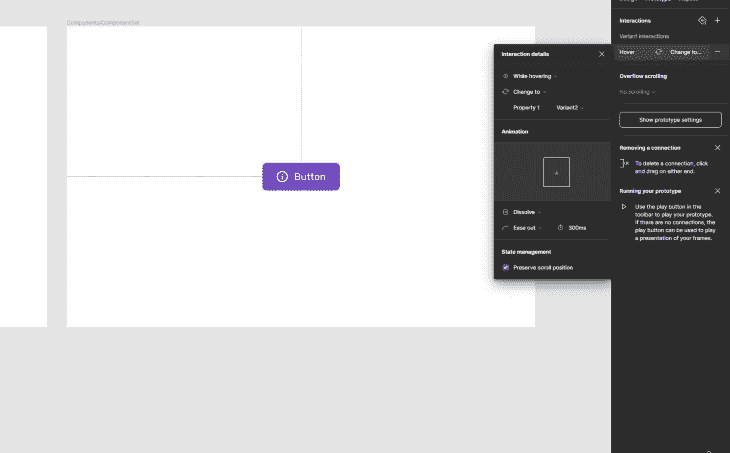 Components/ComponentSet
Button
Interaction details
While hovering
Change to
Property 1 Variant2
Animation
A
Dissolve
Ease out 300ms
State management
Preserve scroll position
Interactions
Variant interactions
Hover Change to...
Overflow scrolling
No scrolling
Show prototype settings
Removing a connection
To delete a connection, click
and drag on either end.
Running your prototype
Use the play button in the
toolbar to play your prototype.
If there are no connections, the
play button can be used to play
a presentation of your frames.